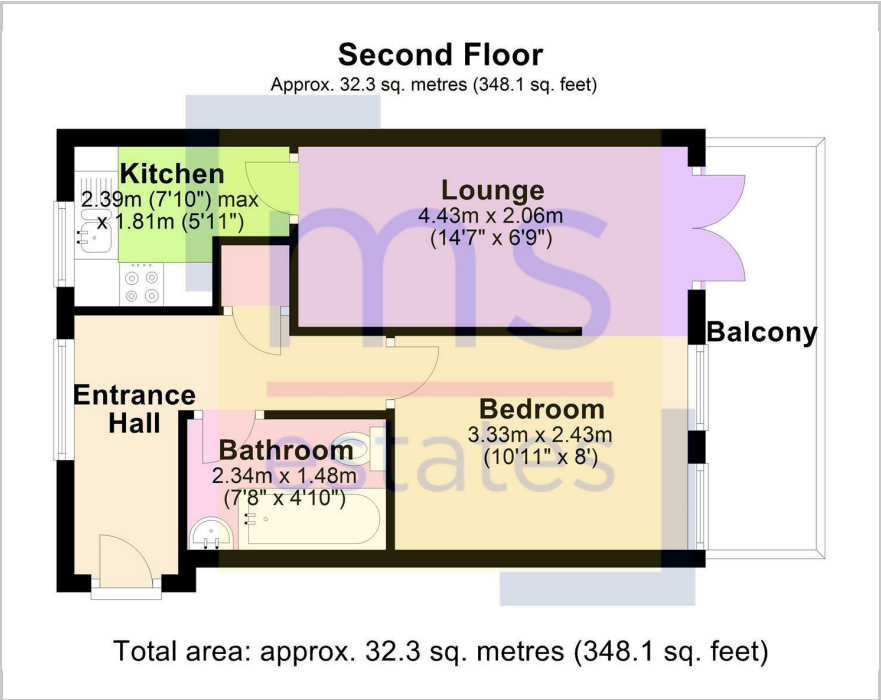 Second Floor
Approx. 32.3 sq. metres (348.1 sq. feet)
Kitchen
2.39m (7'10") max
x 1.81m (5'11")
Lounge
4.43m x 2.06m
(14'7" x 6'9")
Balcony
Entrance
Hall
Bedroom
3.33m x 2.43m
(10'11" x 8')
Bathroom
2.34m x 1.48m
(7'8" x 4'10")
ms
estates
Total area: approx. 32.3 sq. metres (348.1 sq. feet)